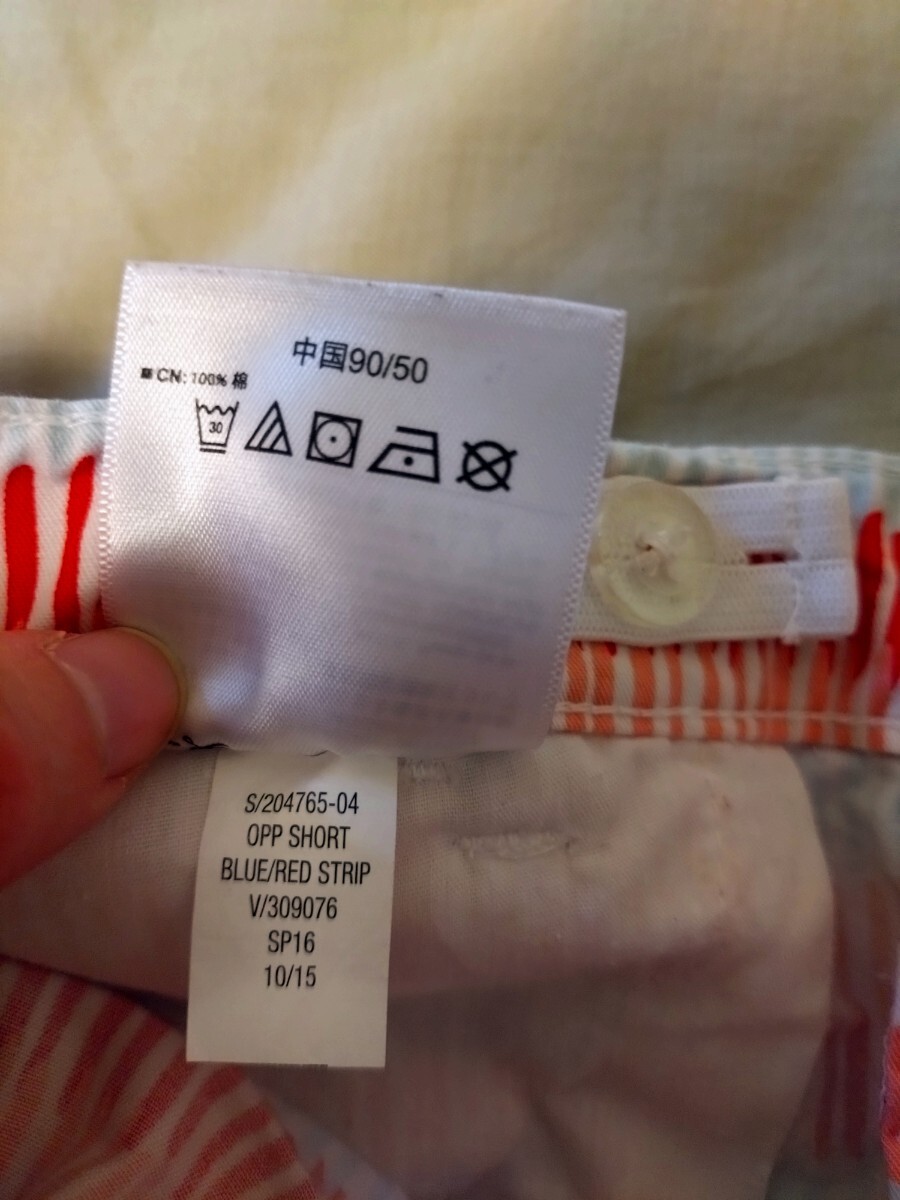 中国90/50
CN: 100% 棉
30
S/204765-04
OPP SHORT
BLUE/RED STRIP
V/309076
SP16
10/15